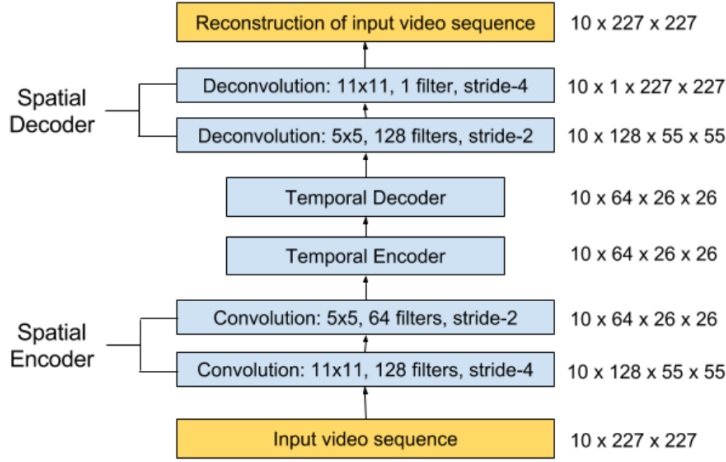 Reconstruction of input video sequence 10 x 227 x 227
Deconvolution: 11x11, 1 filter, stride-4 10 x 1 x 227 x 227
Spatial
Decoder
Deconvolution: 5x5, 128 filters, stride-2 10 x 128 x 55 x 55
Temporal Decoder 10 x 64 x 26 x 26
Temporal Encoder 10 x 64 x 26 x 26
Convolution: 5x5, 64 filters, stride-2 10 x 64 x 26 x 26
Spatial
Encoder
Convolution: 11x11, 128 filters, stride-4 10 x 128 x 55 x 55
Input video sequence 10 x 227 x 227